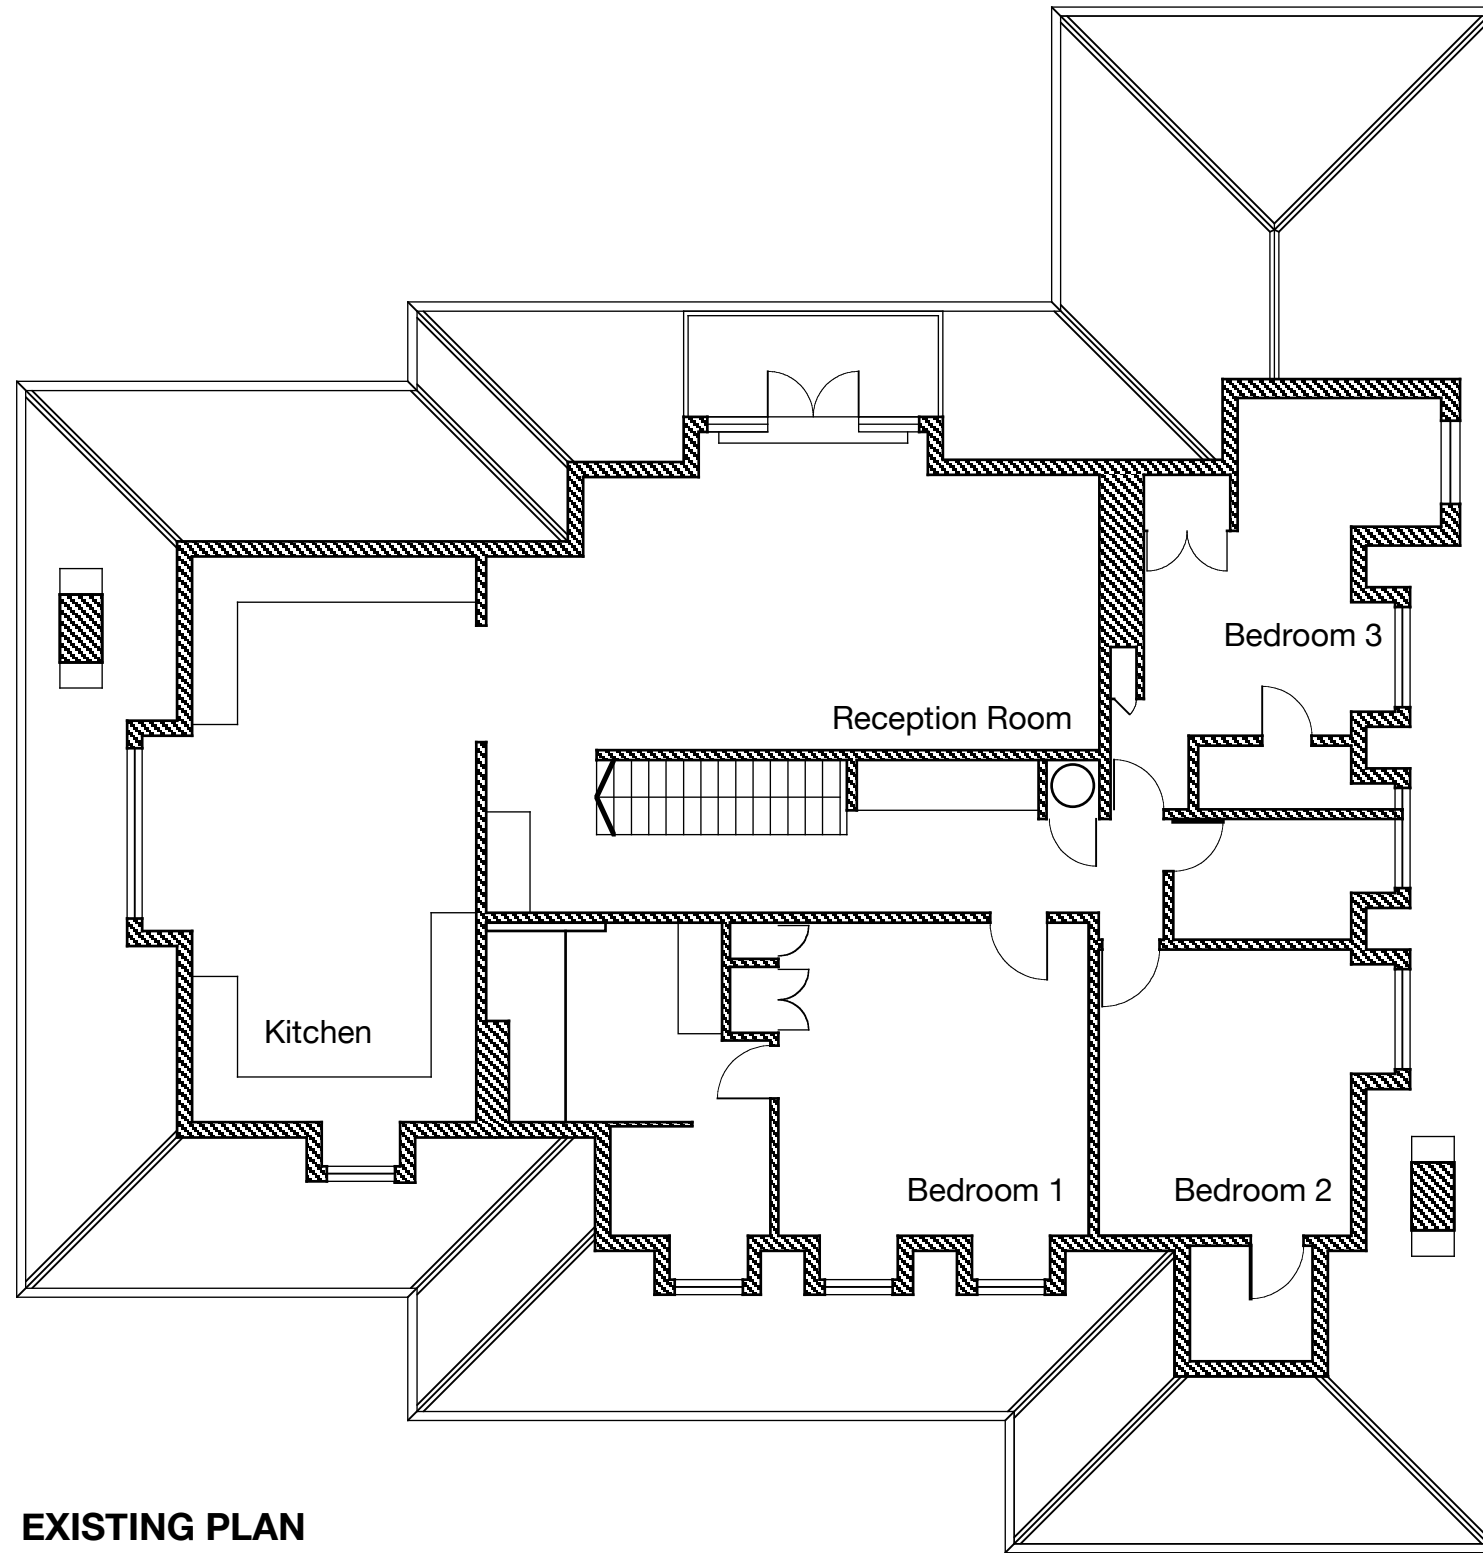 Bedroom 3
Reception Room
Kitchen
Bedroom 1
Bedroom 2
EXISTING PLAN